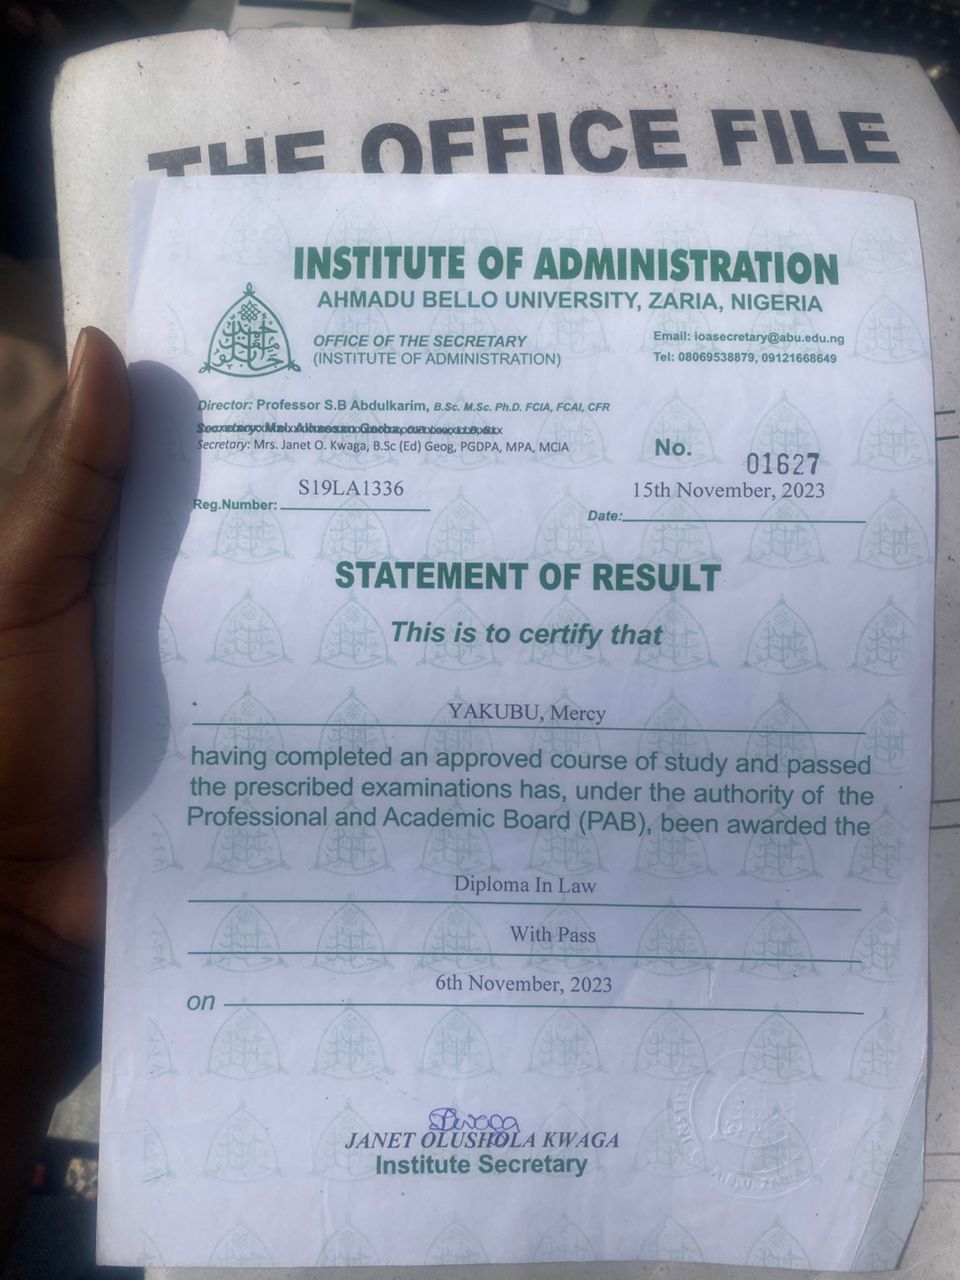 THE OFFICE FILE
INSTITUTE OF ADMINISTRATION
AHMADU BELLO UNIVERSITY, ZARIA, NIGERIA
OFFICE OF THE SECRETARY
(INSTITUTE OF ADMINISTRATION)
Email: ioasecretary@abu.edu.ng
Tel: 08069538879, 09121668649
Director: Professor S.B Abdulkarim, B.Sc. M.Sc. Ph.D. FCIA, FCAI, CFR
Secretary: Mrs. Janet O. Kwaga, B.Sc (Ed) Geog, PGDPA, MPA, MCIA
No. 01627
Reg.Number: S19LA1336
Date: 15th November, 2023
STATEMENT OF RESULT
This is to certify that
YAKUBU, Mercy
having completed an approved course of study and passed
the prescribed examinations has, under the authority of the
Professional and Academic Board (PAB), been awarded the
Diploma In Law
With Pass
on 6th November, 2023
JANET OLUSHOLA KWAGA
Institute Secretary